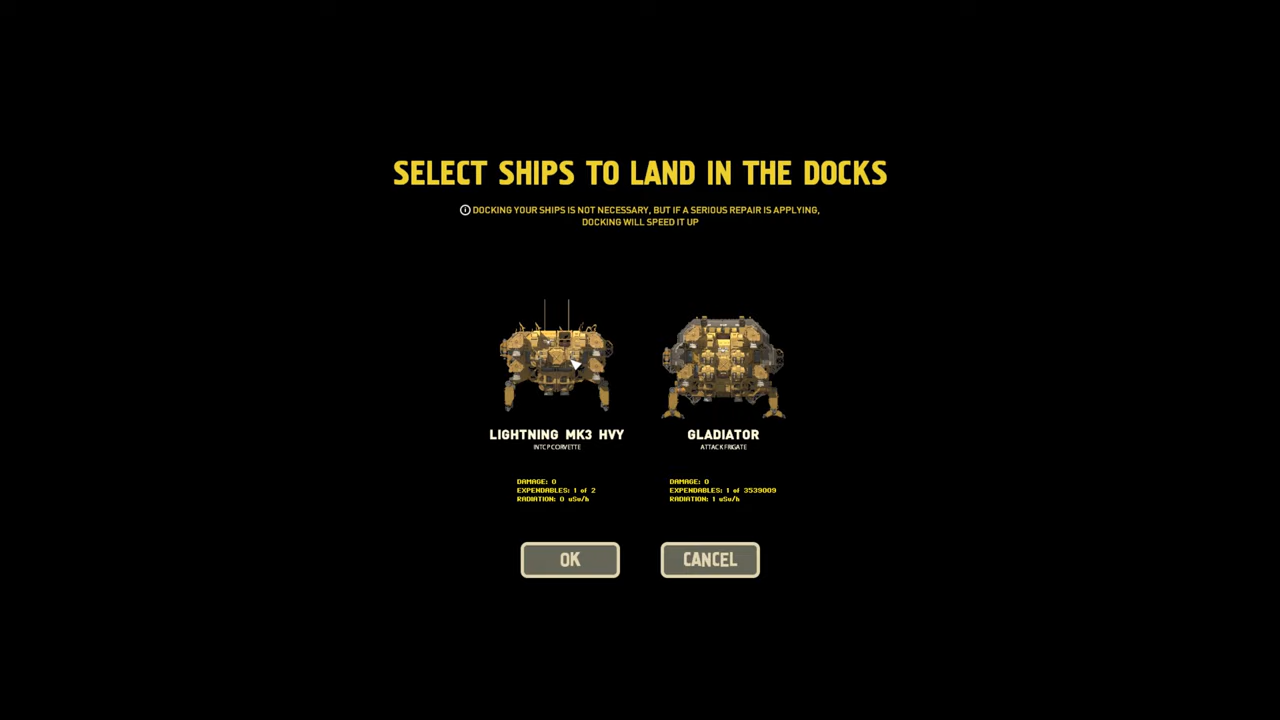 SELECT SHIPS TO LAND IN THE DOCKS
DOCKING YOUR SHIPS IS NOT NECESSARY, BUT IF A SERIOUS REPAIR IS APPLYING,
DOCKING WILL SPEED IT UP
LIGHTNING MK3 HVY
INTCP CORVETTE
DAMAGE: 0
EXPENDABLES: 1 of 2
RADIATION: 0 uSv/h
GLADIATOR
ATTACK FRIGATE
DAMAGE: 0
EXPENDABLES: 1 of 3539009
RADIATION: 1 uSv/h
OK
CANCEL